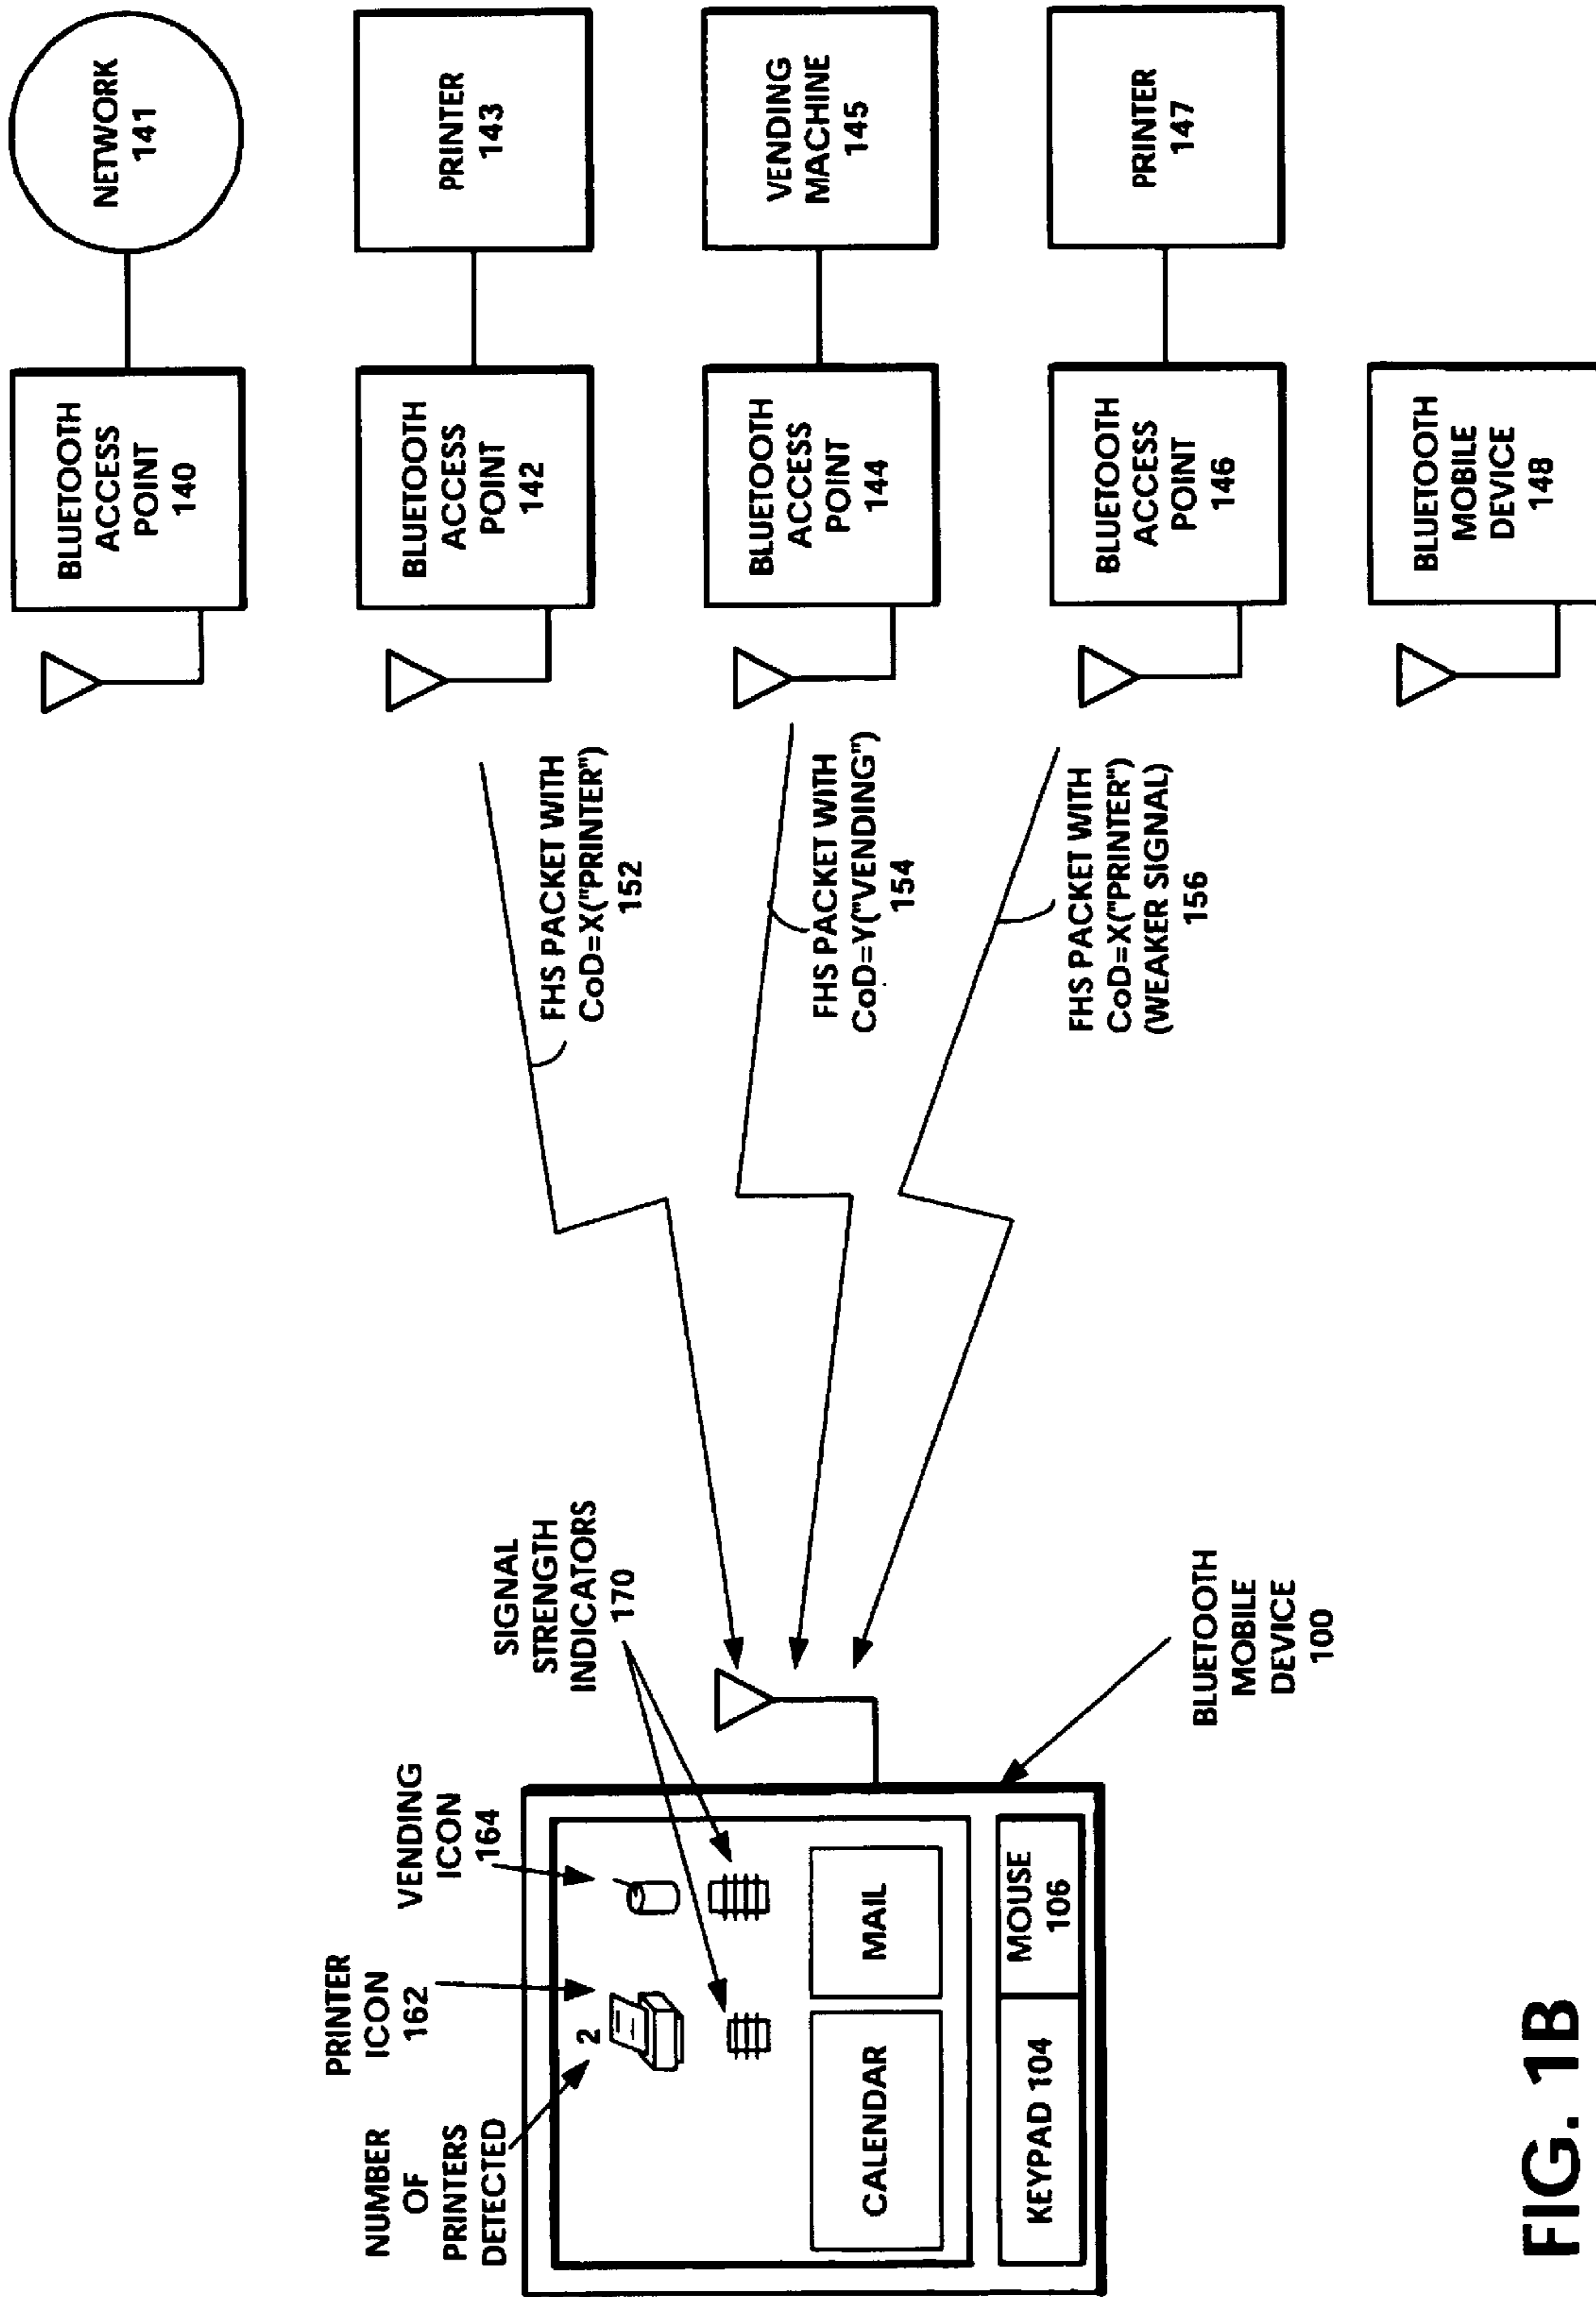 NUMBER
OF
PRINTERS
DETECTED
PRINTER
ICON
162
VENDING
ICON
164
SIGNAL
STRENGTH
INDICATORS
170
2
CALENDAR
MAIL
KEYPAD 104
MOUSE
106
BLUETOOTH
MOBILE
DEVICE
100
FHS PACKET WITH
CoD=X("PRINTER")
152
FHS PACKET WITH
CoD=Y("VENDING")
154
FHS PACKET WITH
CoD=X("PRINTER")
(WEAKER SIGNAL)
156
BLUETOOTH
ACCESS
POINT
140
NETWORK
141
BLUETOOTH
ACCESS
POINT
142
PRINTER
143
BLUETOOTH
ACCESS
POINT
144
VENDING
MACHINE
145
BLUETOOTH
ACCESS
POINT
146
PRINTER
147
BLUETOOTH
MOBILE
DEVICE
148
FIG. 1B